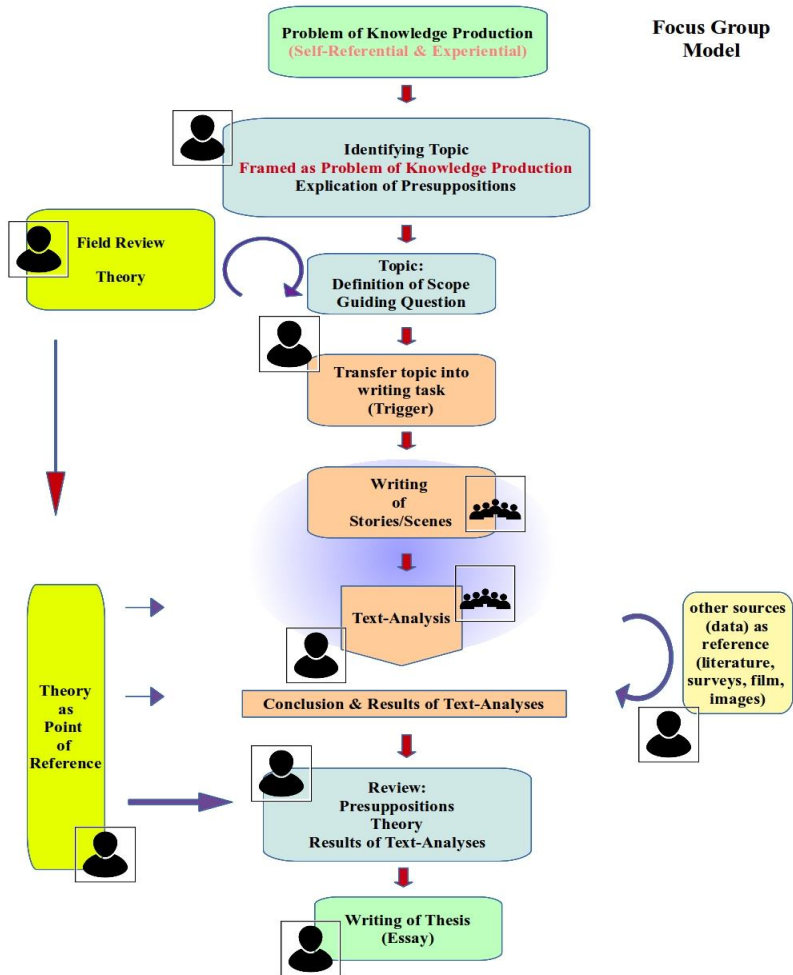 Focus Group
Model
Problem of Knowledge Production
(Self-Referential & Experiential)
Identifying Topic
Framed as Problem of Knowledge Production
Explication of Presuppositions
Field Review
Theory
Topic:
Definition of Scope
Guiding Question
Transfer topic into
writing task
(Trigger)
Writing
of
Stories/Scenes
Text-Analysis
other sources
(data) as
reference
(literature,
surveys, film,
images)
Theory
as
Point
of
Reference
Conclusion & Results of Text-Analyses
Review:
Presuppositions
Theory
Results of Text-Analyses
Writing of Thesis
(Essay)